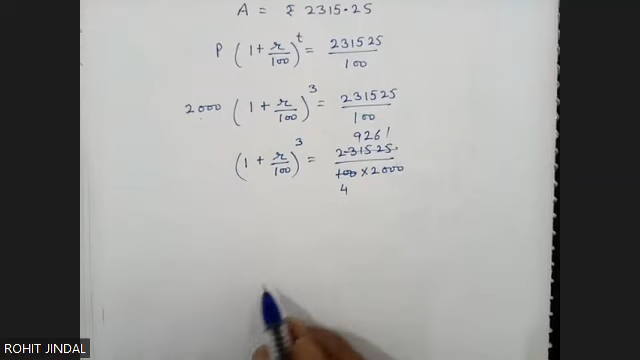 A = ₹ 2315.25
P (1 + r/100)^t = 231525/100
2000 (1 + r/100)^3 = 231525/100
9261
(1 + r/100)^3 = 231525/100 × 2000
4
ROHIT JINDAL